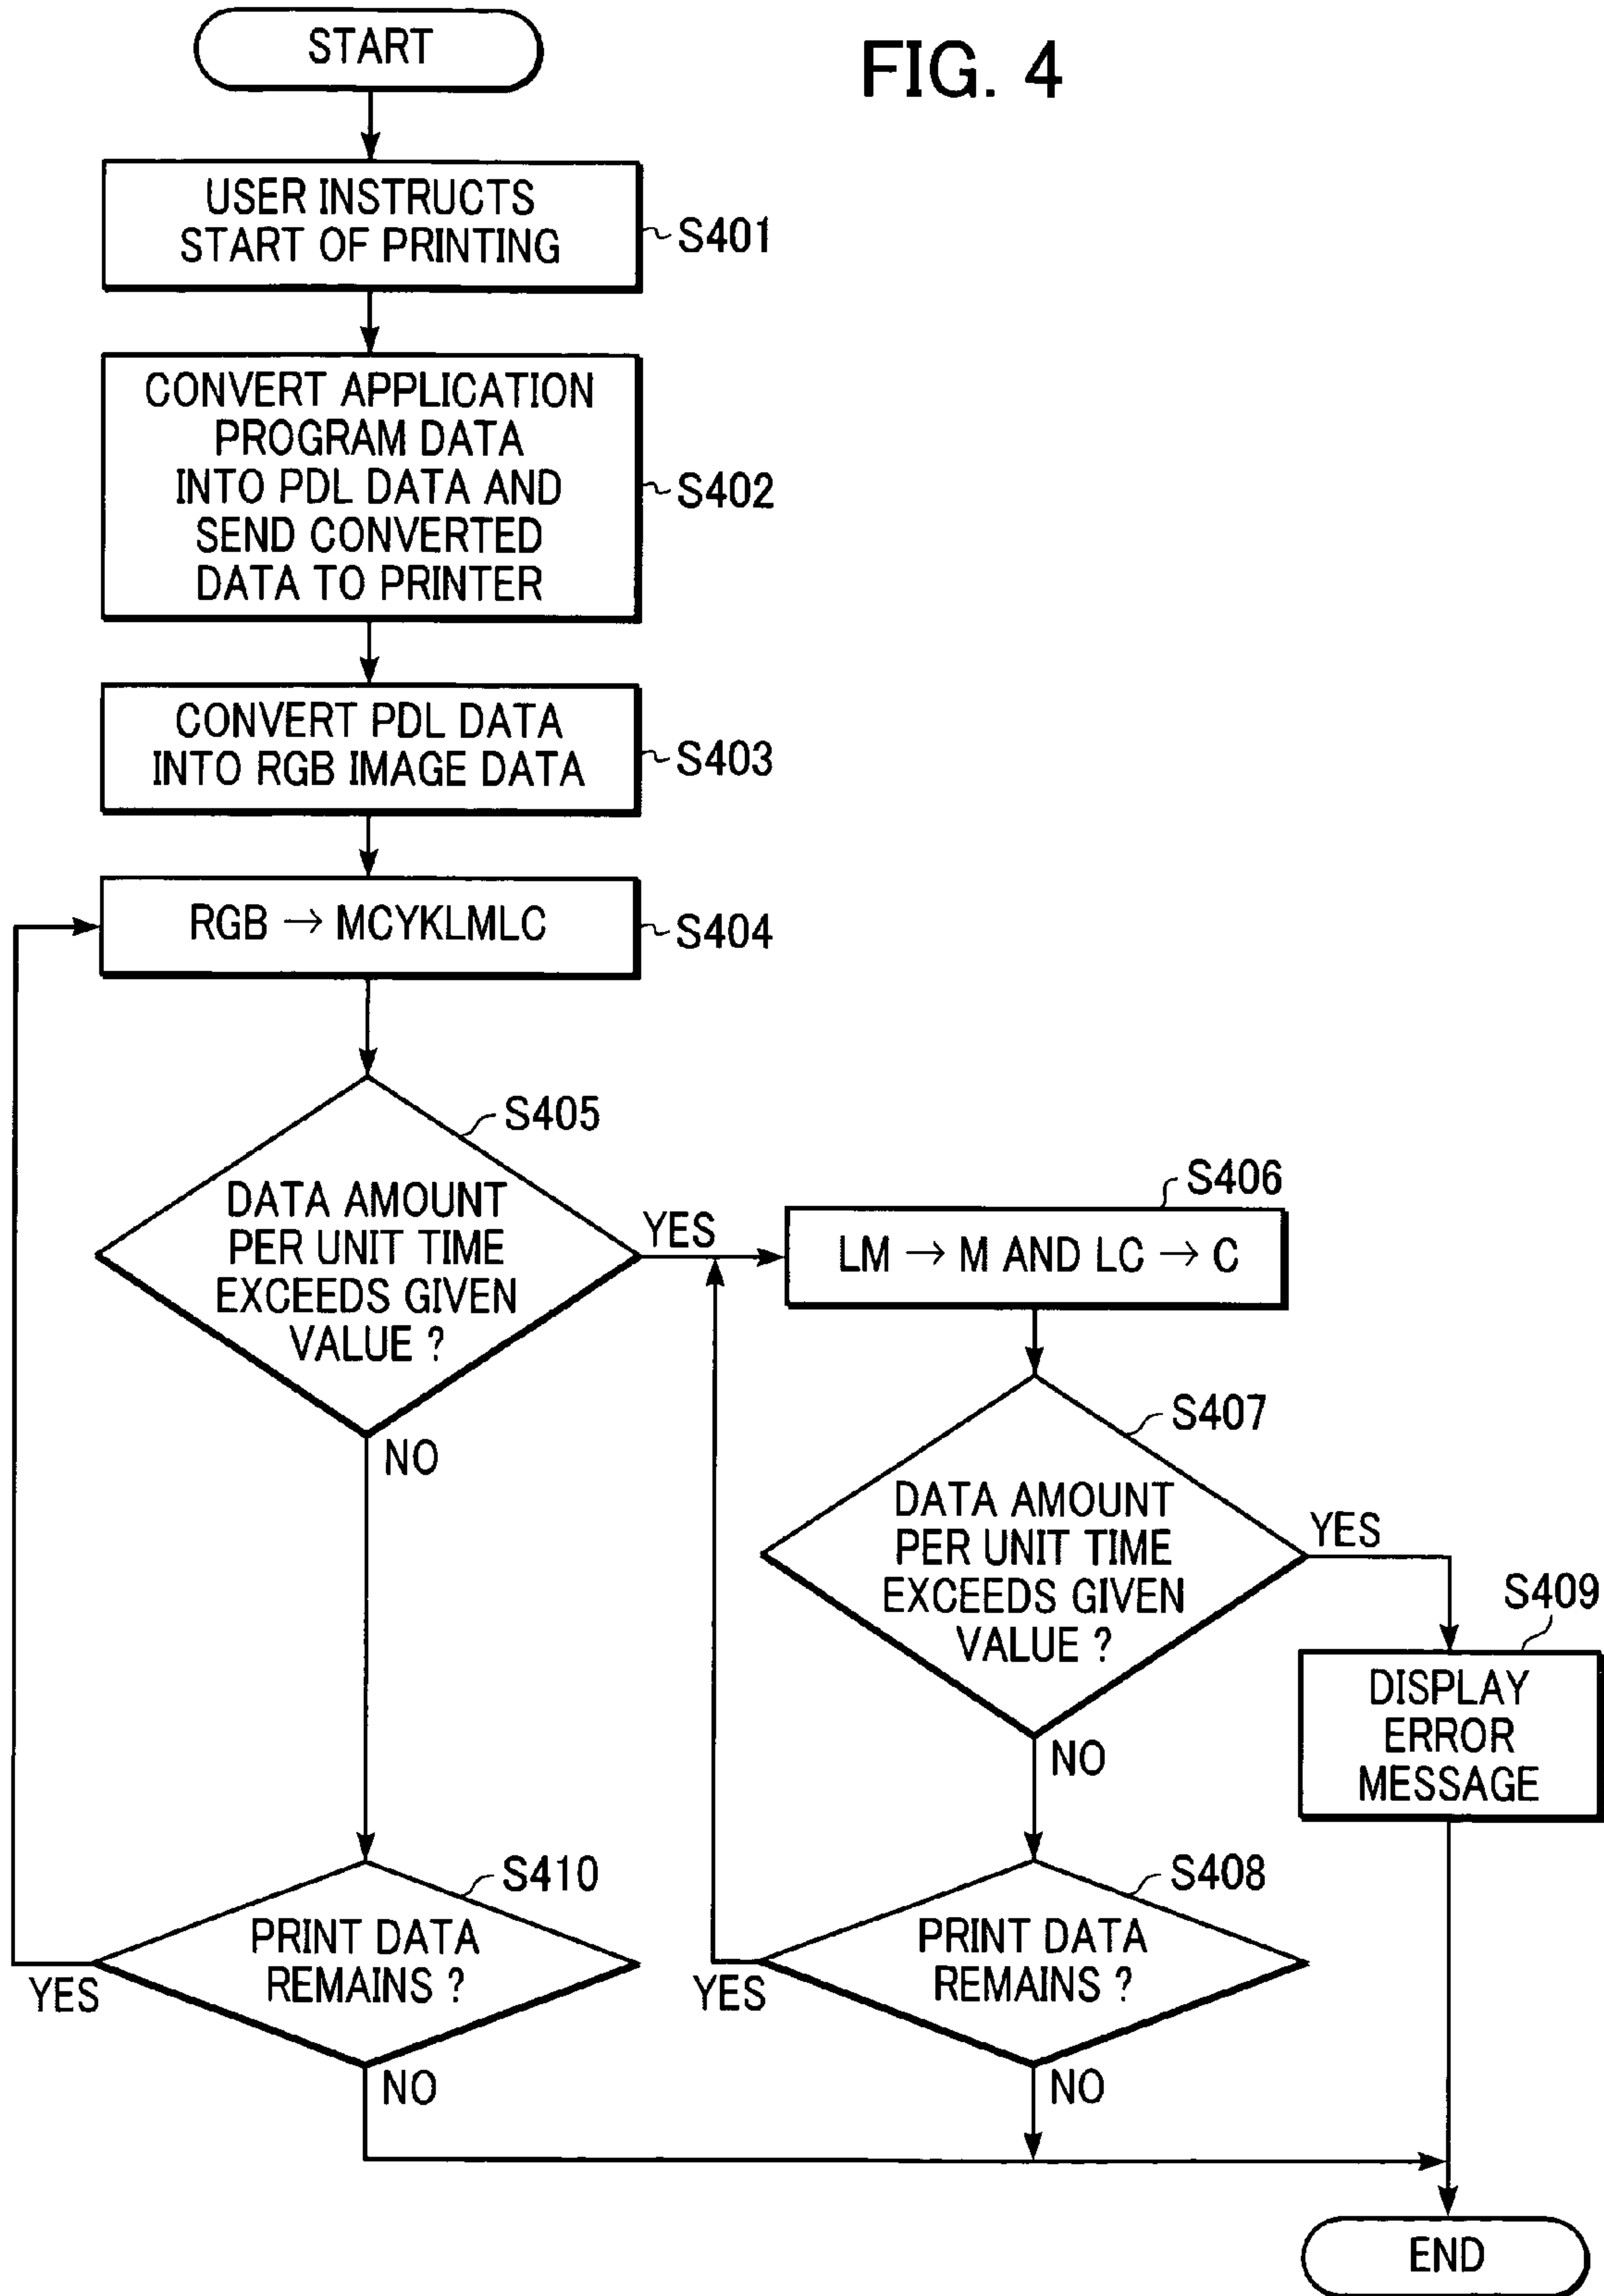 START
FIG. 4
USER INSTRUCTS
START OF PRINTING
S401
CONVERT APPLICATION
PROGRAM DATA
INTO PDL DATA AND
SEND CONVERTED
DATA TO PRINTER
S402
CONVERT PDL DATA
INTO RGB IMAGE DATA
S403
RGB → MCYKLMLC
S404
S405
DATA AMOUNT
PER UNIT TIME
EXCEEDS GIVEN
VALUE ?
YES
NO
S406
LM → M AND LC → C
S407
DATA AMOUNT
PER UNIT TIME
EXCEEDS GIVEN
VALUE ?
YES
NO
S409
DISPLAY
ERROR
MESSAGE
S410
PRINT DATA
REMAINS ?
YES
NO
S408
PRINT DATA
REMAINS ?
YES
NO
END